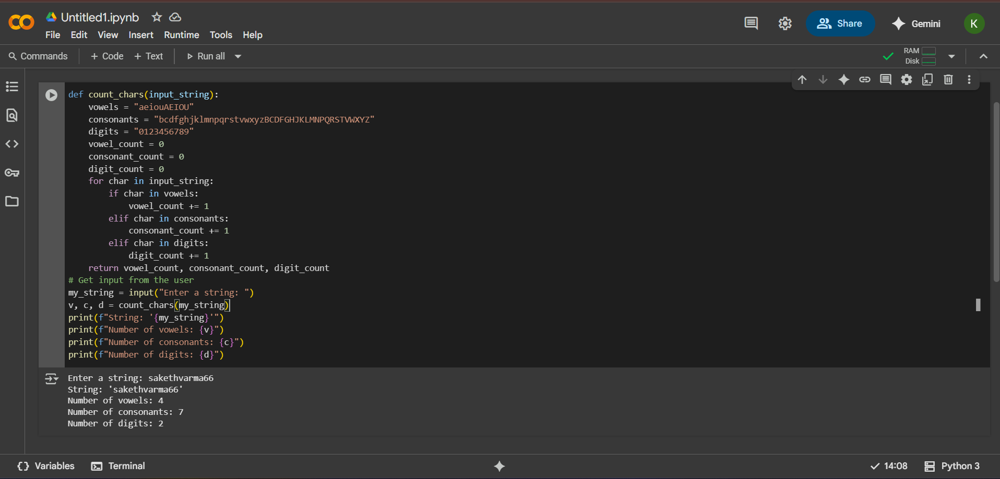 Untitled1.ipynb
File Edit View Insert Runtime Tools Help
Share
Gemini
K
Commands + Code + Text Run all
RAM
Disk
def count_chars(input_string):
    vowels = "aeiouAEIOU"
    consonants = "bcdfghjklmnpqrstvwxyzBCDFGHJKLMNPQRSTVWXYZ"
    digits = "0123456789"
    vowel_count = 0
    consonant_count = 0
    digit_count = 0
    for char in input_string:
        if char in vowels:
            vowel_count += 1
        elif char in consonants:
            consonant_count += 1
        elif char in digits:
            digit_count += 1
    return vowel_count, consonant_count, digit_count
# Get input from the user
my_string = input("Enter a string: ")
v, c, d = count_chars(my_string)
print(f"String: '{my_string}'")
print(f"Number of vowels: {v}")
print(f"Number of consonants: {c}")
print(f"Number of digits: {d}")
Enter a string: sakethvarma66
String: 'sakethvarma66'
Number of vowels: 4
Number of consonants: 7
Number of digits: 2
Variables Terminal
14:08 Python 3